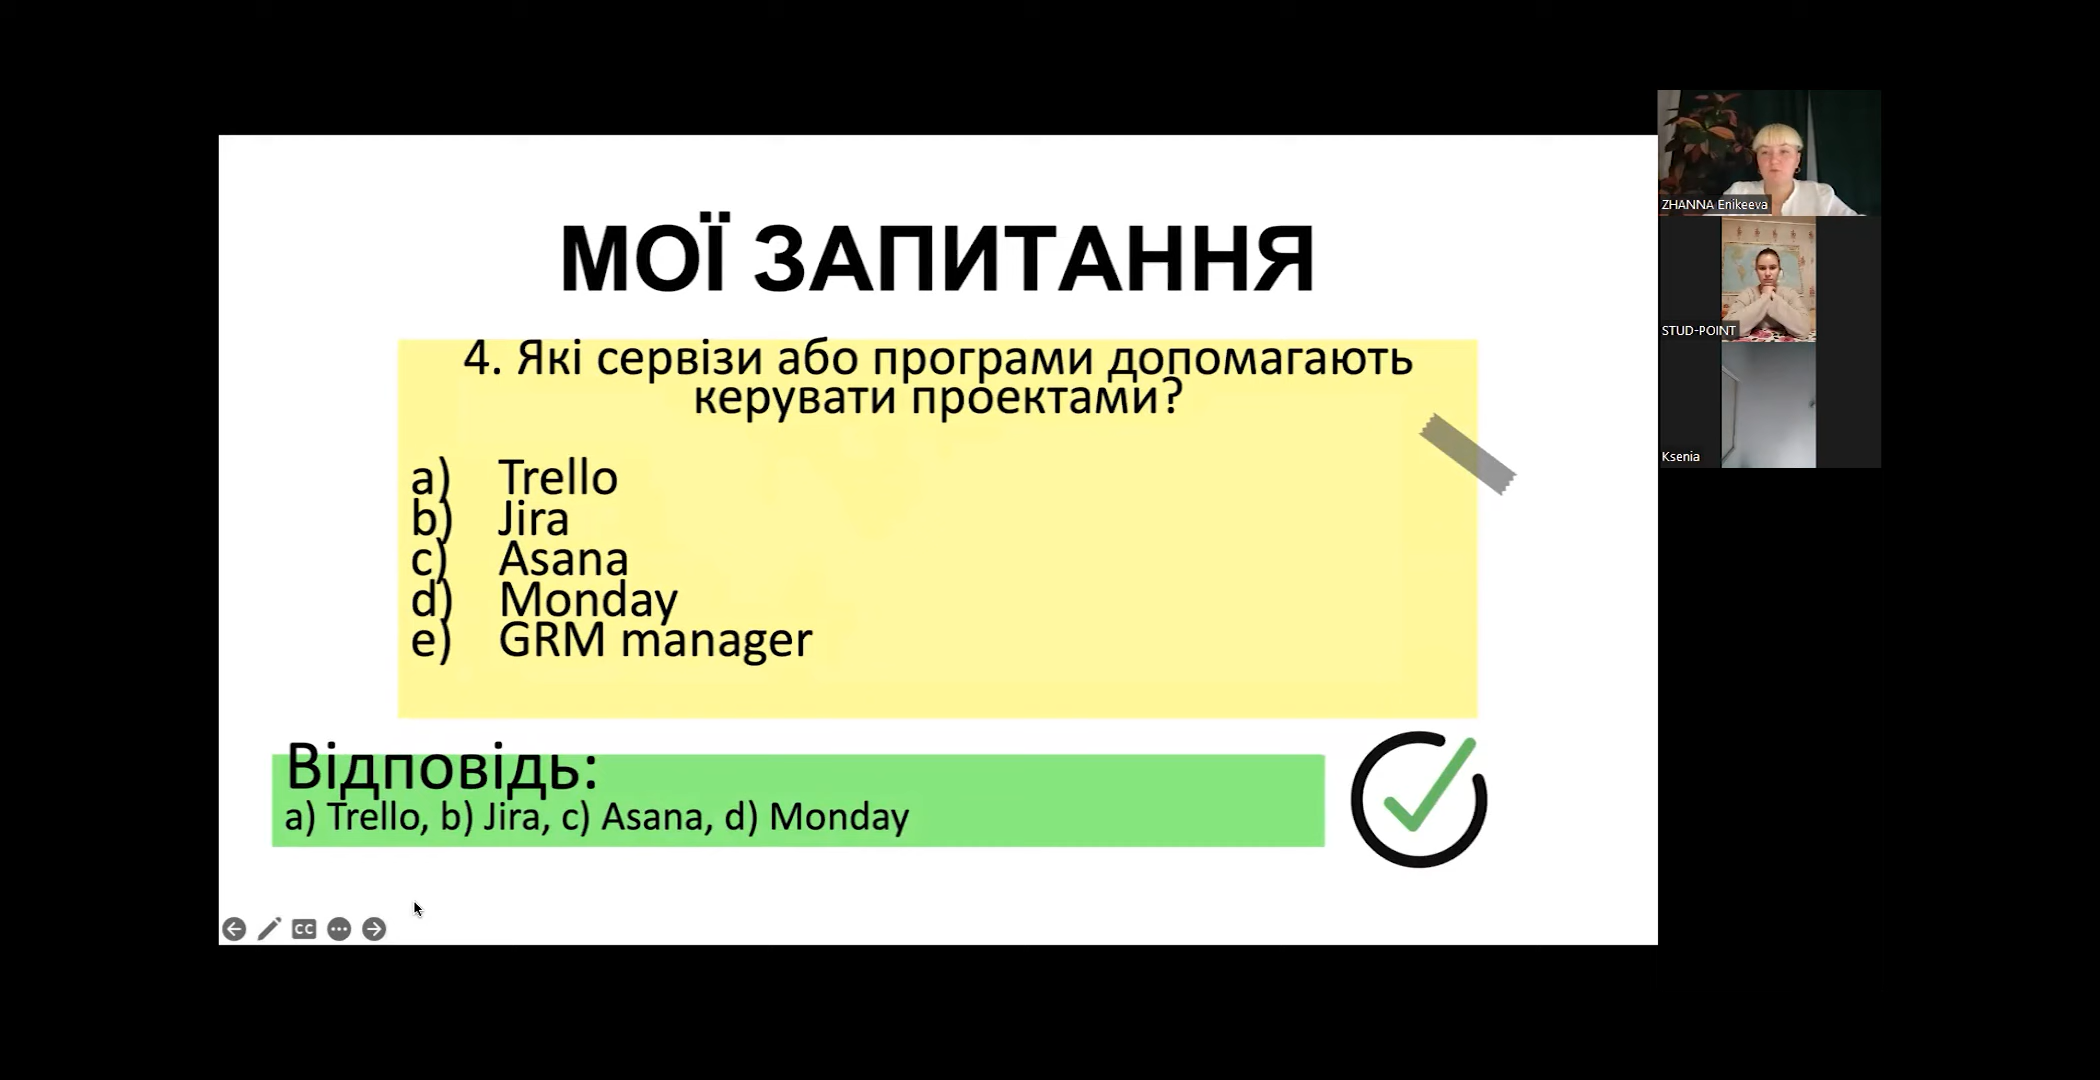 МОЇ ЗАПИТАННЯ
4. Які сервізи або програми допомагають
керувати проектами?
a) Trello
b) Jira
c) Asana
d) Monday
e) GRM manager
Відповідь:
a) Trello, b) Jira, c) Asana, d) Monday
CC
ZHANNA Enikeeva
STUD-POINT
Ksenia